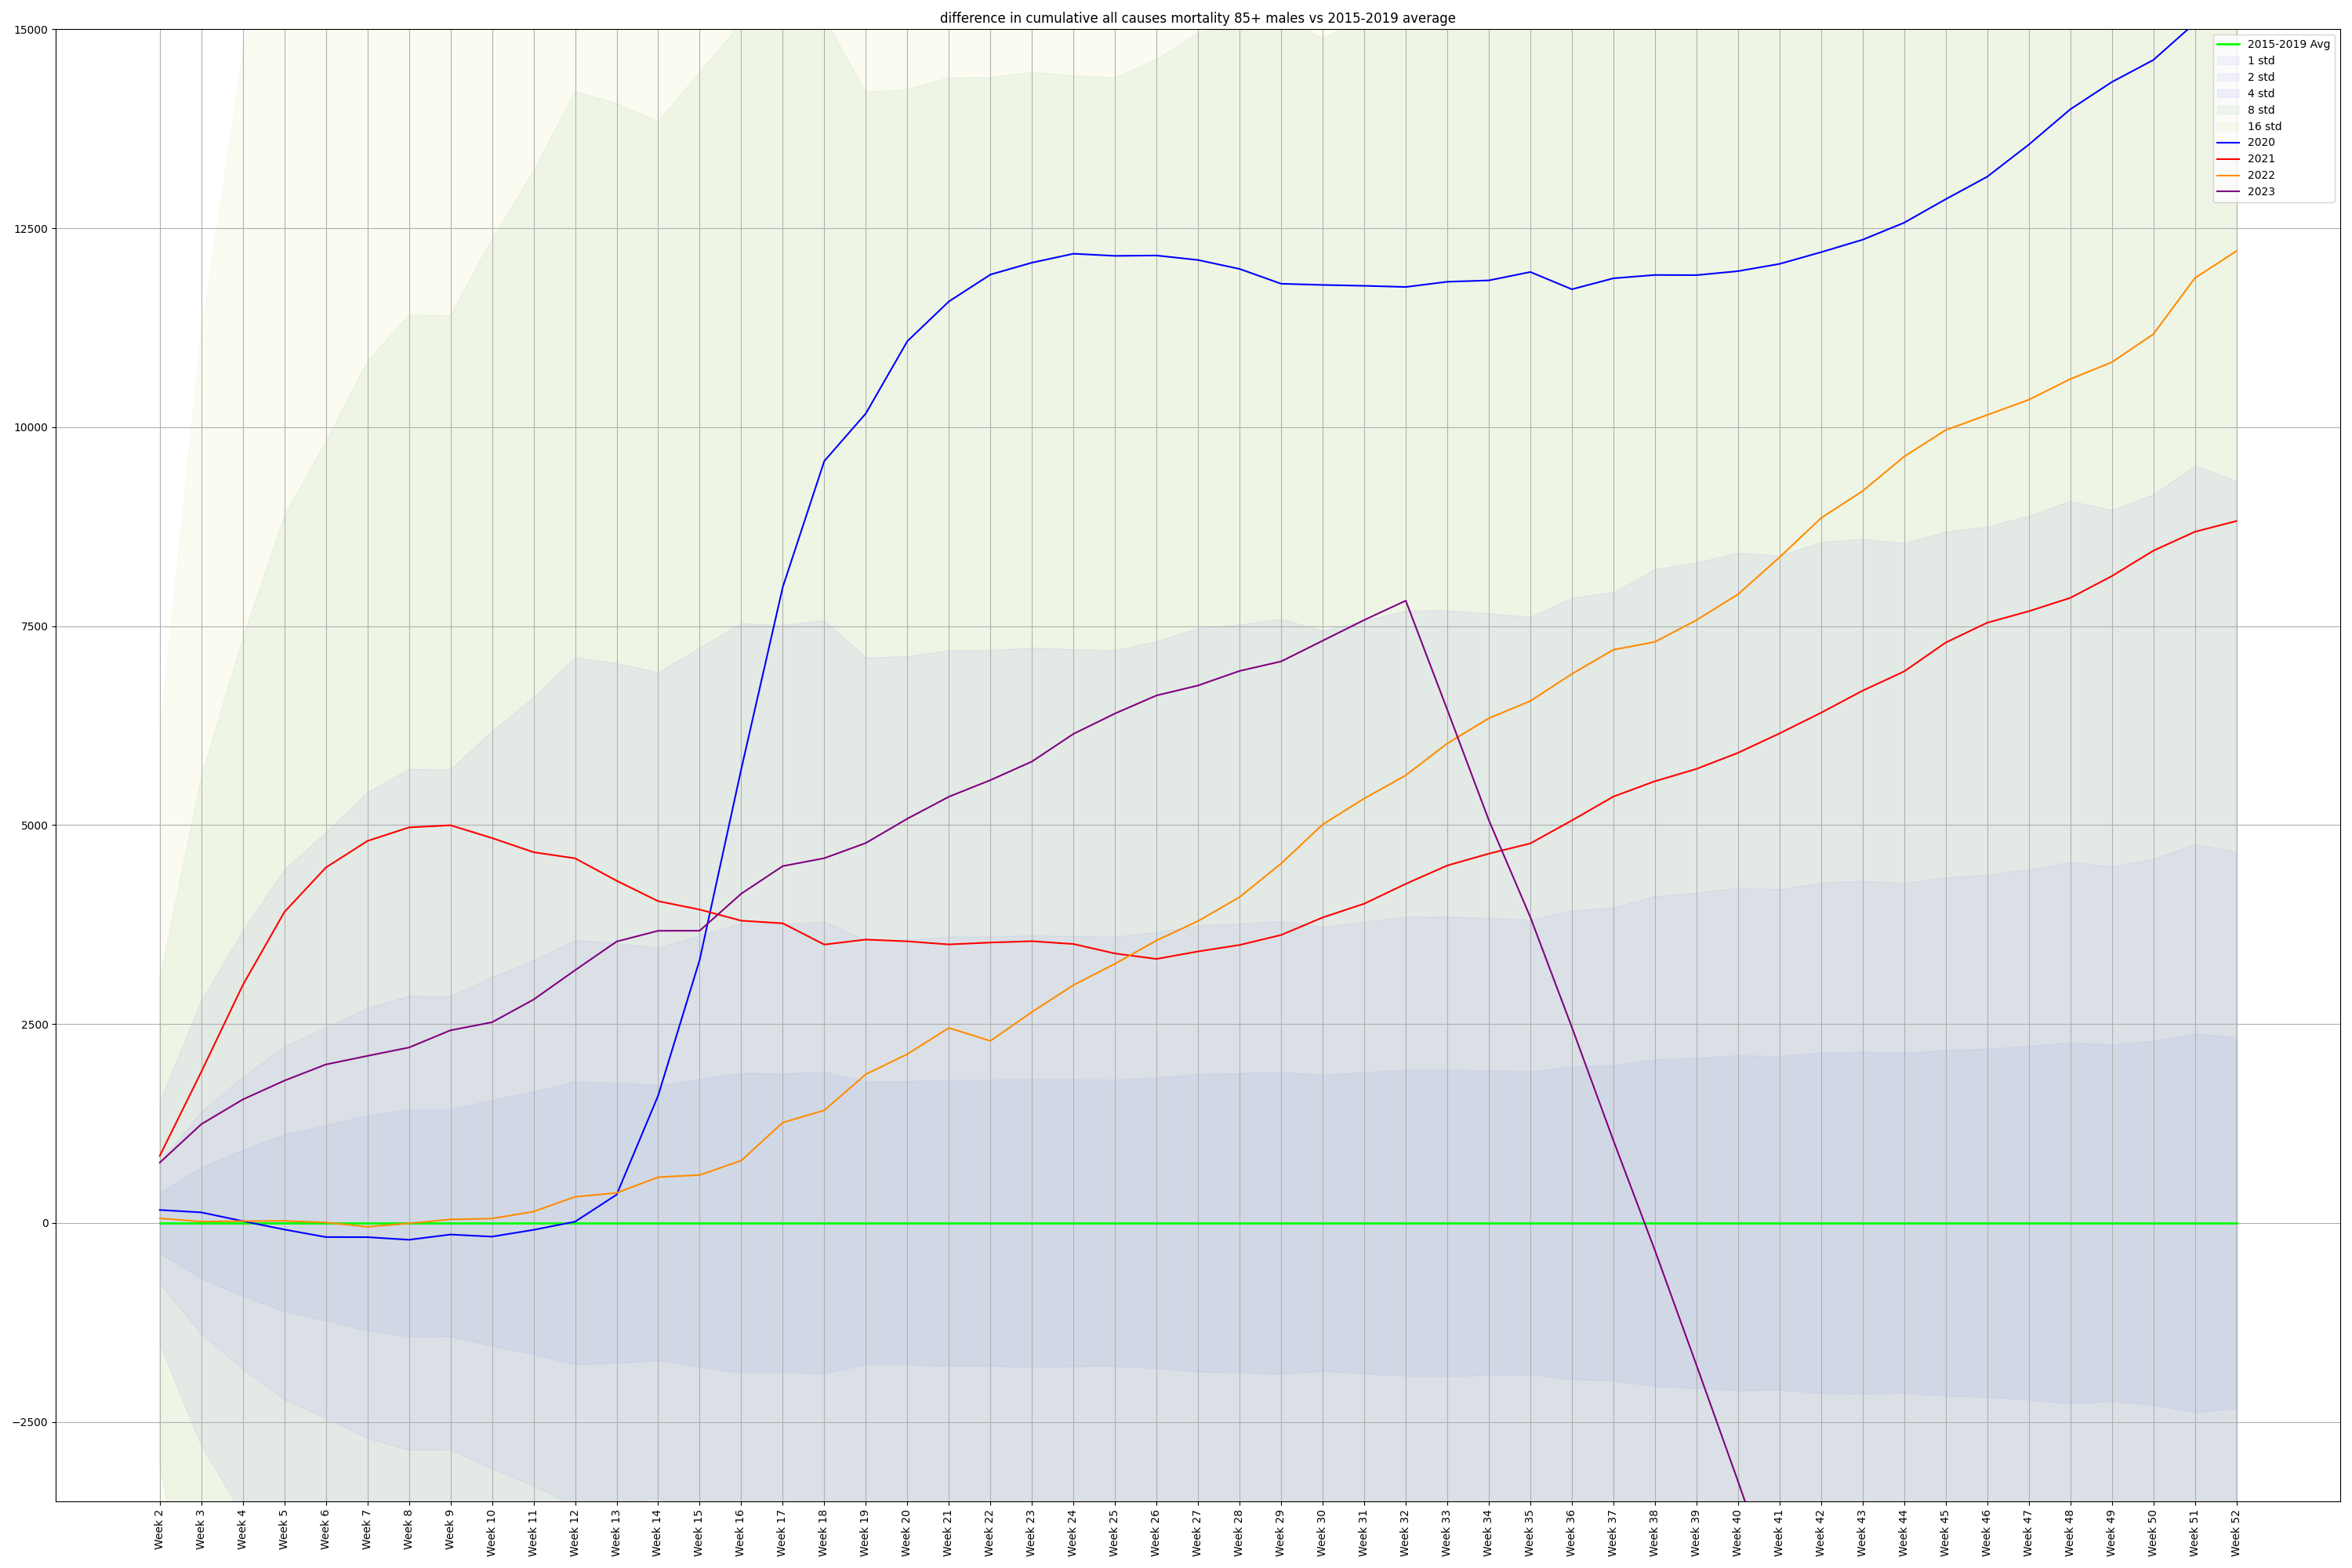 difference in cumulative all causes mortality 85+ males vs 2015-2019 average
15000
12500
10000
7500
5000
2500
0
−2500
2015-2019 Avg
1 std
2 std
4 std
8 std
16 std
2020
2021
2022
2023
Week 2
Week 3
Week 4
Week 5
Week 6
Week 7
Week 8
Week 9
Week 10
Week 11
Week 12
Week 13
Week 14
Week 15
Week 16
Week 17
Week 18
Week 19
Week 20
Week 21
Week 22
Week 23
Week 24
Week 25
Week 26
Week 27
Week 28
Week 29
Week 30
Week 31
Week 32
Week 33
Week 34
Week 35
Week 36
Week 37
Week 38
Week 39
Week 40
Week 41
Week 42
Week 43
Week 44
Week 45
Week 46
Week 47
Week 48
Week 49
Week 50
Week 51
Week 52